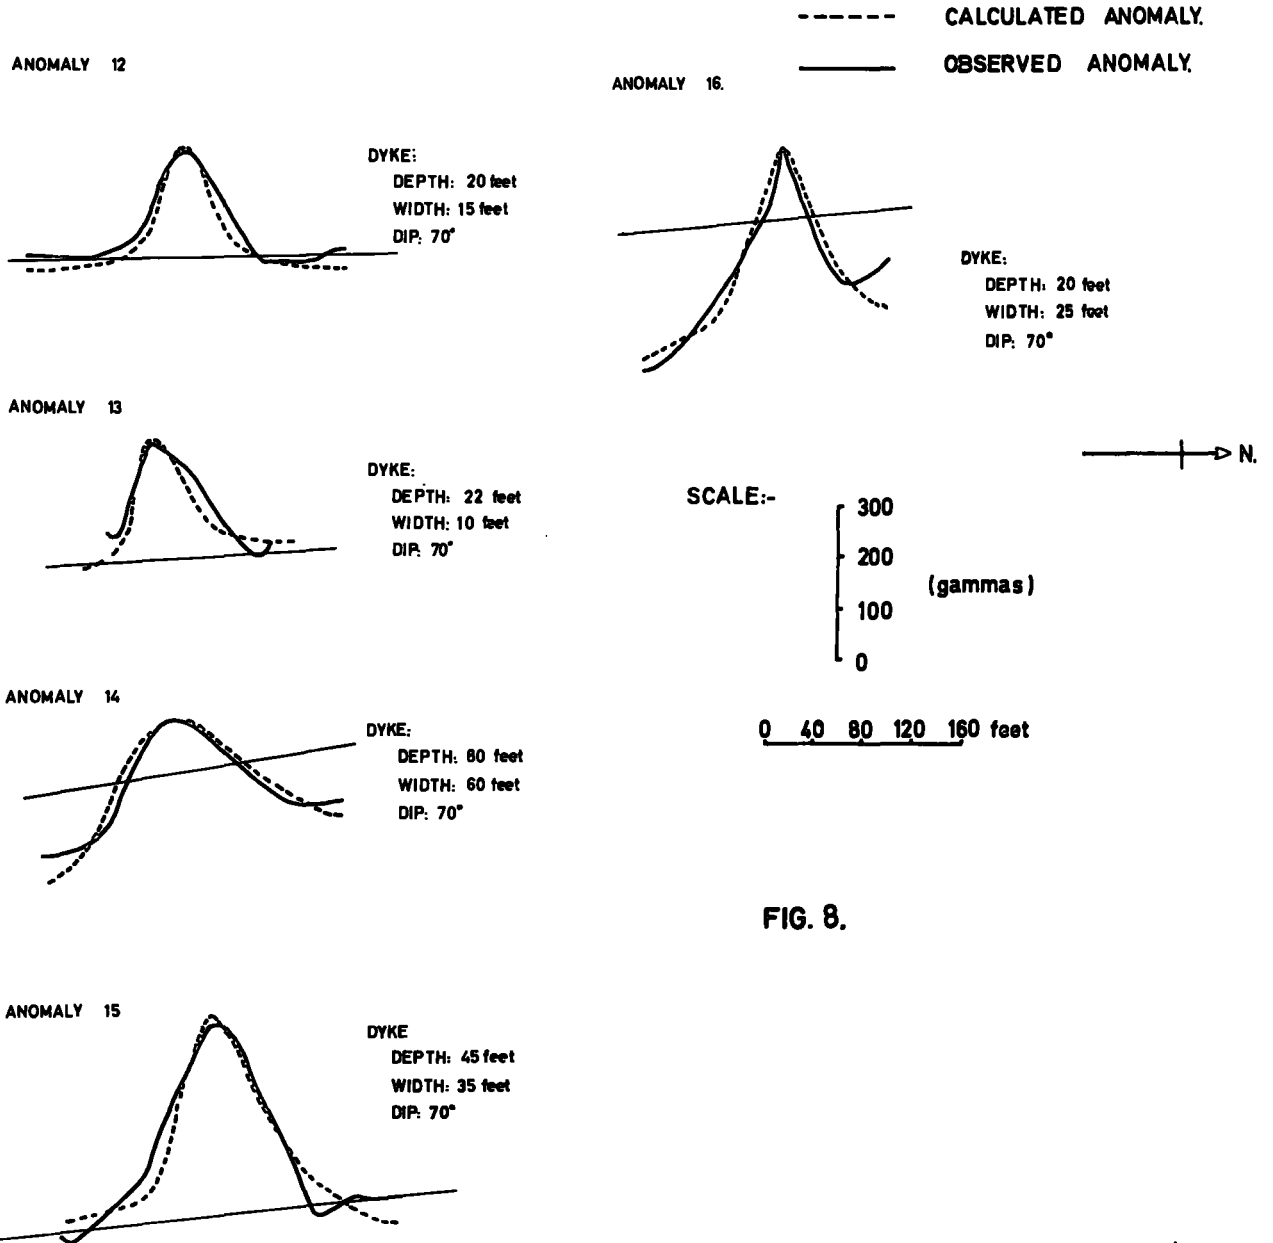 CALCULATED ANOMALY.
OBSERVED ANOMALY.
ANOMALY 12
DYKE:
DEPTH: 20 feet
WIDTH: 15 feet
DIP: 70°
ANOMALY 16.
DYKE:
DEPTH: 20 feet
WIDTH: 25 feet
DIP: 70°
ANOMALY 13
DYKE:
DEPTH: 22 feet
WIDTH: 10 feet
DIP: 70°
N.
SCALE:-
300
200
100
0
(gammas)
ANOMALY 14
DYKE:
DEPTH: 80 feet
WIDTH: 60 feet
DIP: 70°
0 40 80 120 160 feet
FIG. 8.
ANOMALY 15
DYKE
DEPTH: 45 feet
WIDTH: 35 feet
DIP: 70°